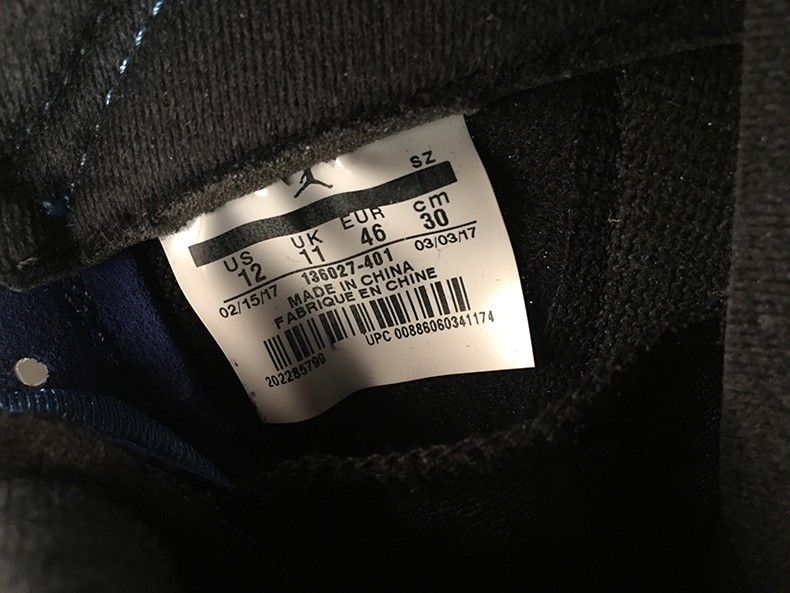 SZ
US UK EUR cm
12 11 46 30
02/15/17 136027-401 03/03/17
MADE IN CHINA
FABRIQUE EN CHINE
202285799 UPC 00886060341174